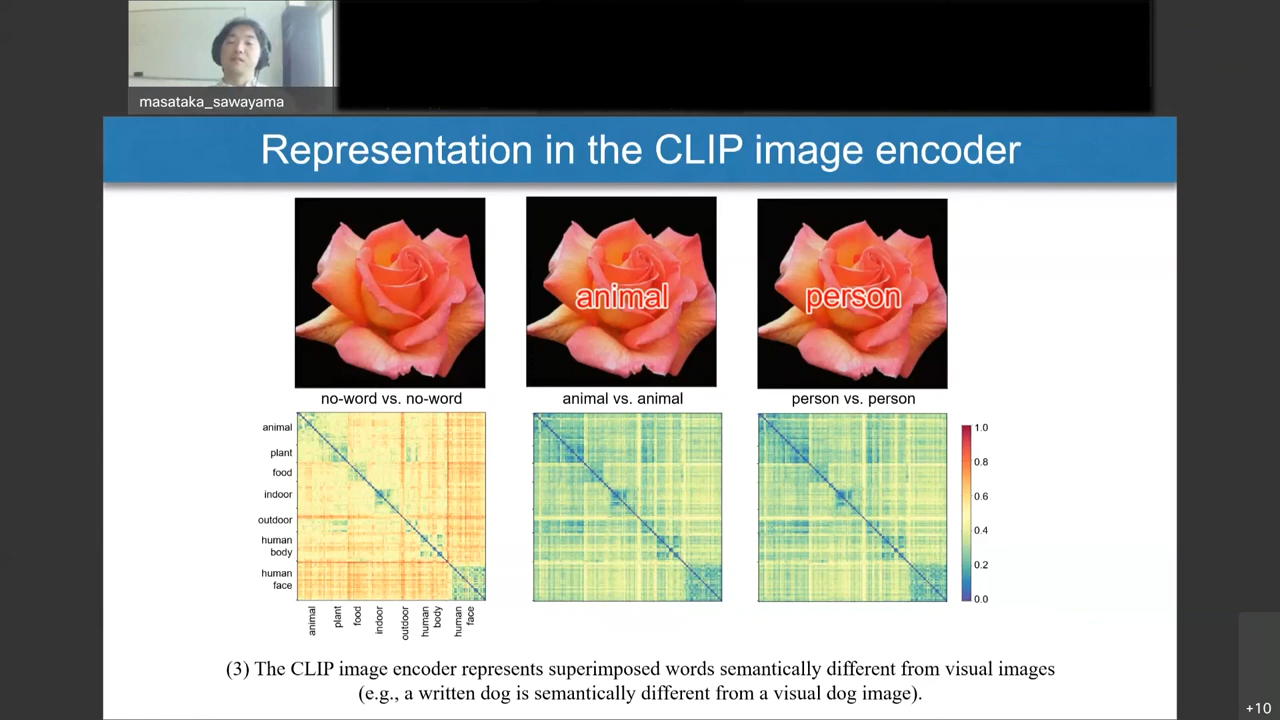 masataka_sawayama
Representation in the CLIP image encoder
animal
person
no-word vs. no-word
animal vs. animal
person vs. person
animal
plant
food
indoor
outdoor
human
body
human
face
animal
plant
food
indoor
outdoor
human
body
human
face
1.0
0.8
0.6
0.4
0.2
0.0
(3) The CLIP image encoder represents superimposed words semantically different from visual images
(e.g., a written dog is semantically different from a visual dog image).
+10